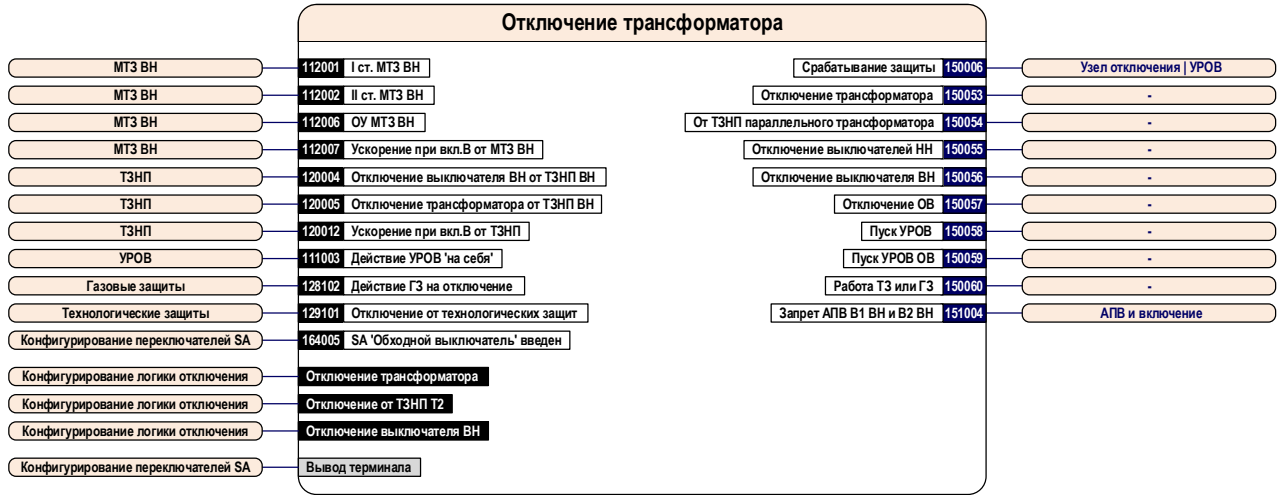 Отключение трансформатора
МТЗ ВН 112001 I ст. МТЗ ВН Срабатывание защиты 150006 Узел отключения | УРОВ
МТЗ ВН 112002 II ст. МТЗ ВН Отключение трансформатора 150053 -
МТЗ ВН 112006 ОУ МТЗ ВН От ТЗНП параллельного трансформатора 150054 -
МТЗ ВН 112007 Ускорение при вкл.В от МТЗ ВН Отключение выключателей НН 150055 -
ТЗНП 120004 Отключение выключателя ВН от ТЗНП ВН Отключение выключателя ВН 150056 -
ТЗНП 120005 Отключение трансформатора от ТЗНП ВН Отключение ОВ 150057 -
ТЗНП 120012 Ускорение при вкл.В от ТЗНП Пуск УРОВ 150058 -
УРОВ 111003 Действие УРОВ 'на себя' Пуск УРОВ ОВ 150059 -
Газовые защиты 128102 Действие ГЗ на отключение Работа ТЗ или ГЗ 150060 -
Технологические защиты 129101 Отключение от технологических защит Запрет АПВ В1 ВН и В2 ВН 151004 АПВ и включение
Конфигурирование переключателей SA 164005 SA 'Обходной выключатель' введен
Конфигурирование логики отключения Отключение трансформатора
Конфигурирование логики отключения Отключение от ТЗНП Т2
Конфигурирование логики отключения Отключение выключателя ВН
Конфигурирование переключателей SA Вывод терминала